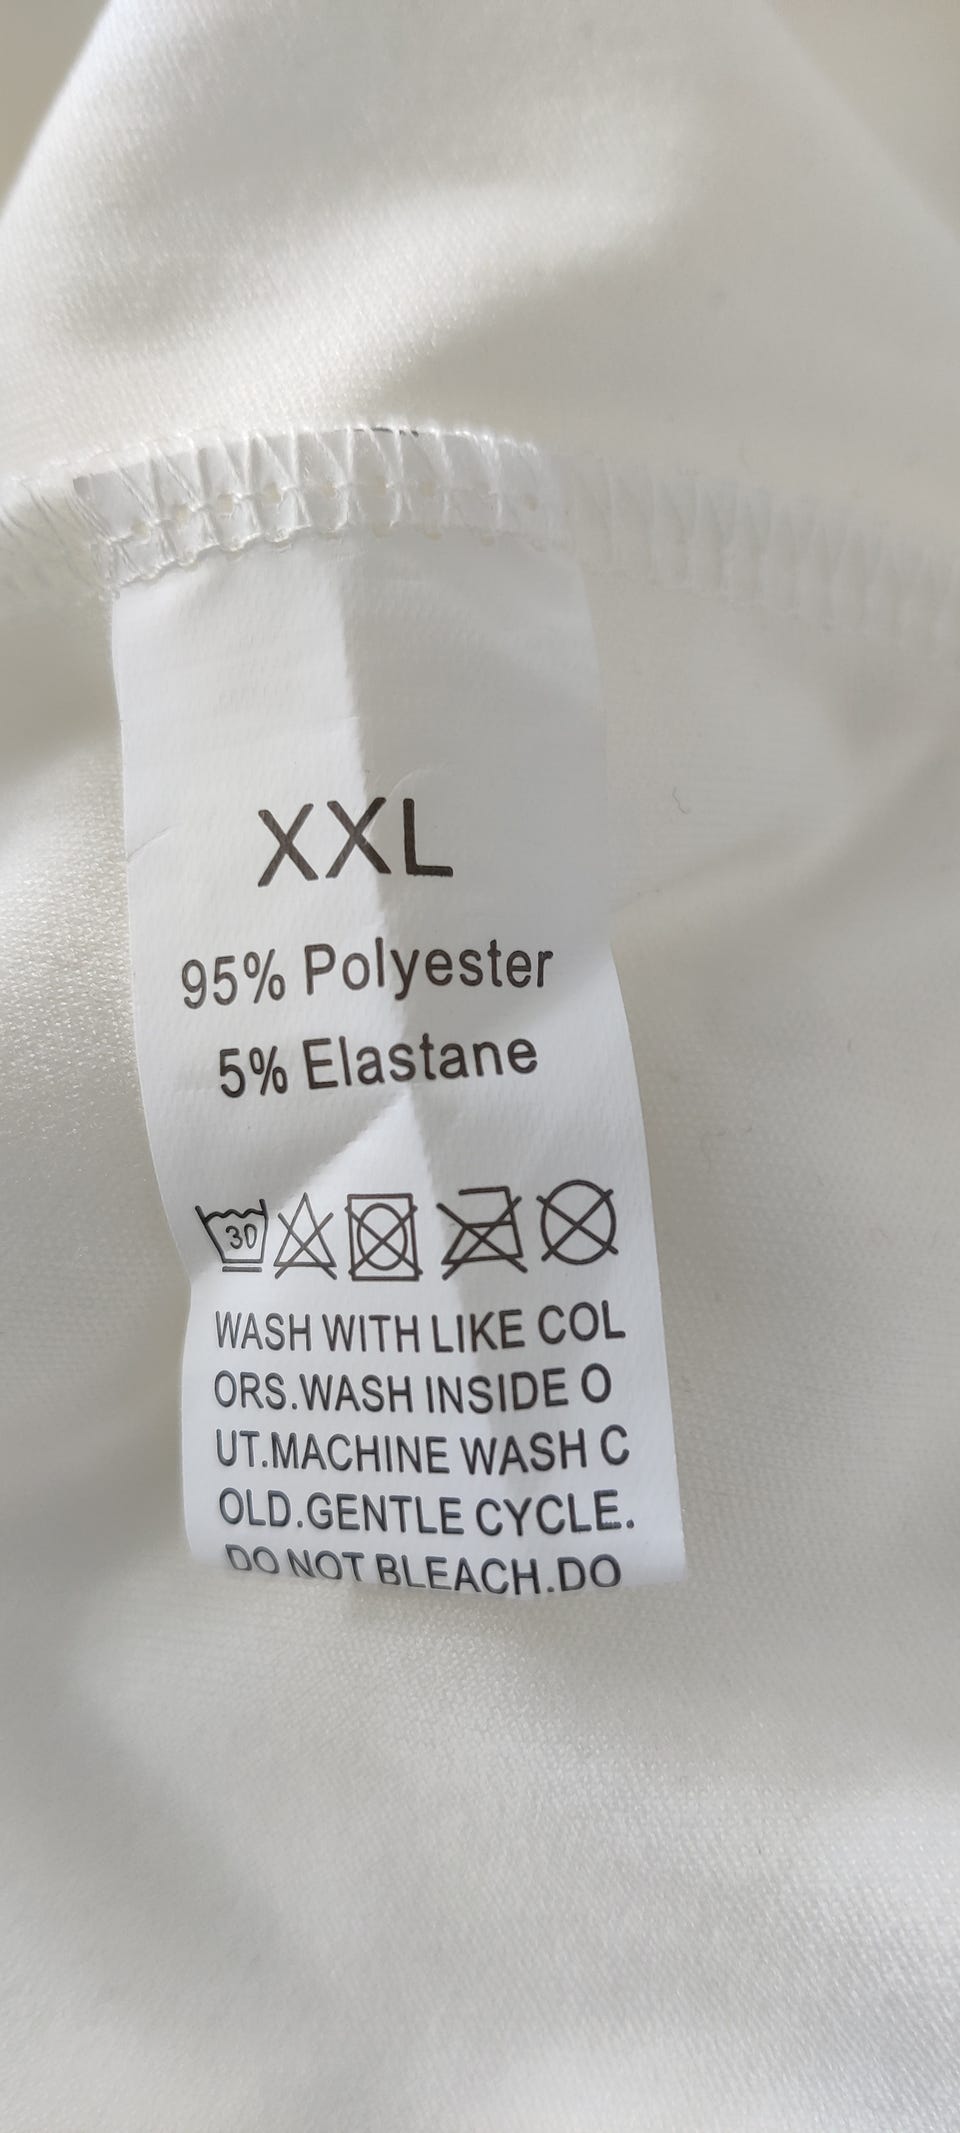 XXL
95% Polyester
5% Elastane
30
WASH WITH LIKE COL
ORS.WASH INSIDE O
UT.MACHINE WASH C
OLD.GENTLE CYCLE.
DO NOT BLEACH.DO